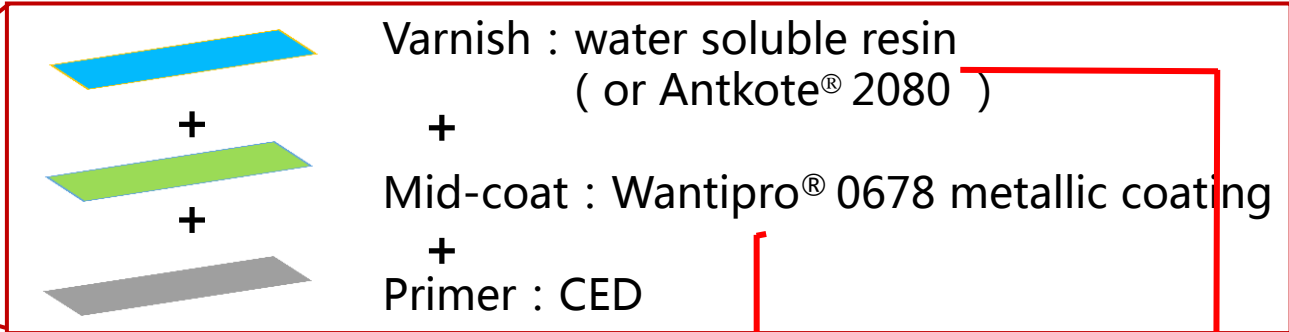 Varnish：water soluble resin
（ or Antkote® 2080 ）
+ +
Mid-coat：Wantipro® 0678 metallic coating
+ +
Primer：CED